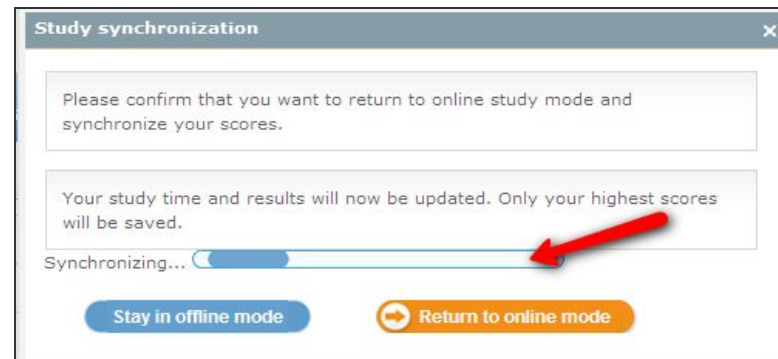 Study synchronization
Please confirm that you want to return to online study mode and
synchronize your scores.
Your study time and results will now be updated. Only your highest scores
will be saved.
Synchronizing...
Stay in offline mode
Return to online mode